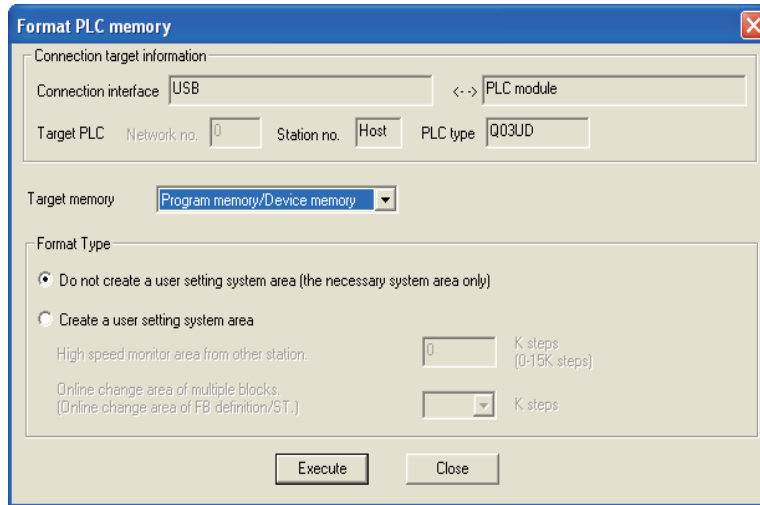 Format PLC memory
Connection target information
Connection interface USB <--> PLC module
Target PLC Network no. 0 Station no. Host PLC type Q03UD
Target memory Program memory/Device memory
Format Type
Do not create a user setting system area (the necessary system area only)
Create a user setting system area
High speed monitor area from other station. 0 K steps
(0-15K steps)
Online change area of multiple blocks.
(Online change area of FB definition/ST.) K steps
Execute Close